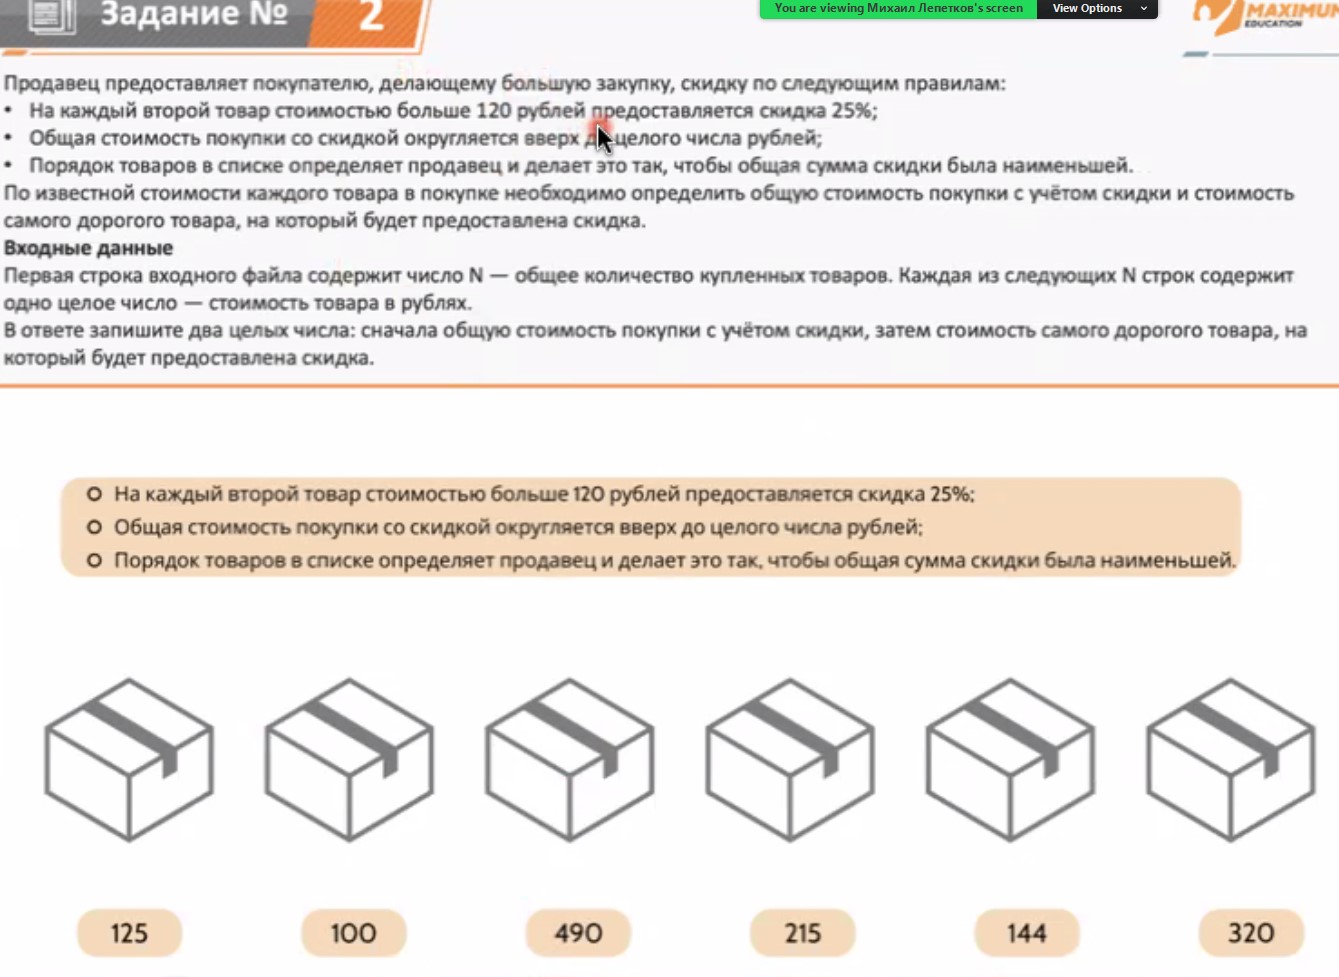 You are viewing Михаил Лепетков's screen View Options
Задание № 2
MAXIMUM
EDUCATION
Продавец предоставляет покупателю, делающему большую закупку, скидку по следующим правилам:
• На каждый второй товар стоимостью больше 120 рублей предоставляется скидка 25%;
• Общая стоимость покупки со скидкой округляется вверх до целого числа рублей;
• Порядок товаров в списке определяет продавец и делает это так, чтобы общая сумма скидки была наименьшей.
По известной стоимости каждого товара в покупке необходимо определить общую стоимость покупки с учётом скидки и стоимость
самого дорогого товара, на который будет предоставлена скидка.
Входные данные
Первая строка входного файла содержит число N — общее количество купленных товаров. Каждая из следующих N строк содержит
одно целое число — стоимость товара в рублях.
В ответе запишите два целых числа: сначала общую стоимость покупки с учётом скидки, затем стоимость самого дорогого товара, на
который будет предоставлена скидка.
На каждый второй товар стоимостью больше 120 рублей предоставляется скидка 25%;
Общая стоимость покупки со скидкой округляется вверх до целого числа рублей;
Порядок товаров в списке определяет продавец и делает это так, чтобы общая сумма скидки была наименьшей.
125 100 490 215 144 320